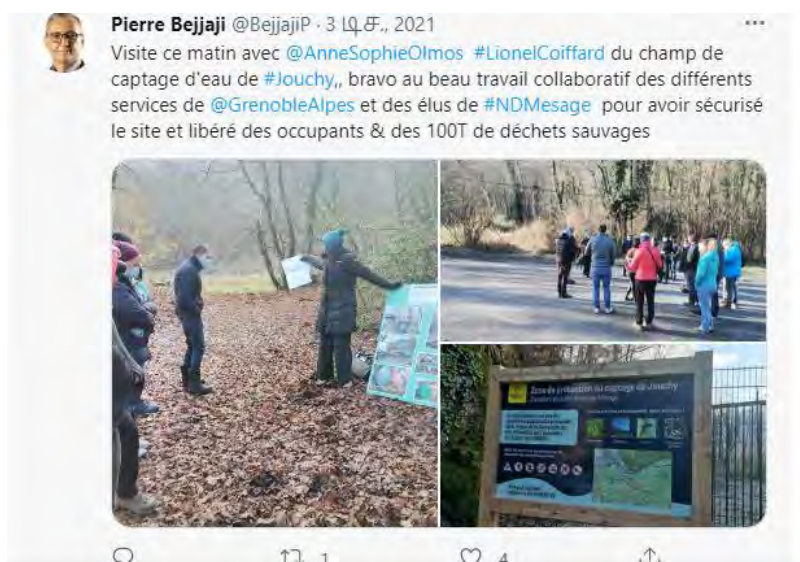 Pierre Bejjaji @BejjajiP · 3 டிச., 2021
Visite ce matin avec @AnneSophieOlmos #LionelCoiffard du champ de
captage d'eau de #Jouchy,, bravo au beau travail collaboratif des différents
services de @GrenobleAlpes et des élus de #NDMesage pour avoir sécurisé
le site et libéré des occupants & des 100T de déchets sauvages
Zone de protection du captage de Jouchy
1 4